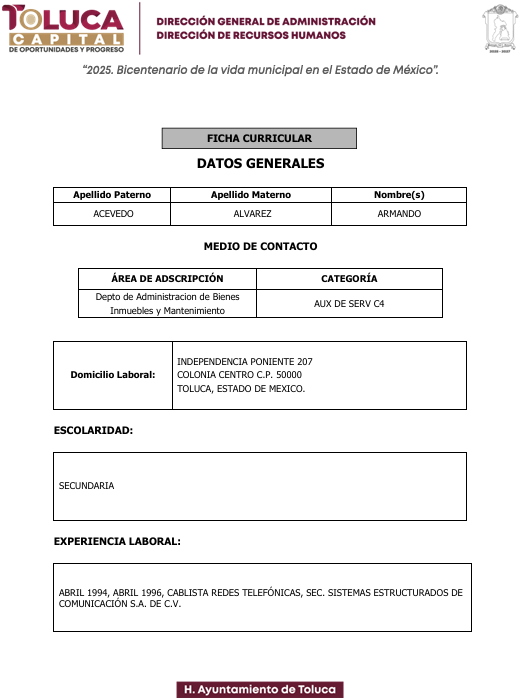 TOLUCA
CAPITAL
DE OPORTUNIDADES Y PROGRESO
DIRECCIÓN GENERAL DE ADMINISTRACIÓN
DIRECCIÓN DE RECURSOS HUMANOS
“2025. Bicentenario de la vida municipal en el Estado de México”.
FICHA CURRICULAR
DATOS GENERALES
Apellido Paterno Apellido Materno Nombre(s)
ACEVEDO ALVAREZ ARMANDO
MEDIO DE CONTACTO
ÁREA DE ADSCRIPCIÓN CATEGORÍA
Depto de Administracion de Bienes
Inmuebles y Mantenimiento
AUX DE SERV C4
Domicilio Laboral:
INDEPENDENCIA PONIENTE 207
COLONIA CENTRO C.P. 50000
TOLUCA, ESTADO DE MEXICO.
ESCOLARIDAD:
SECUNDARIA
EXPERIENCIA LABORAL:
ABRIL 1994, ABRIL 1996, CABLISTA REDES TELEFÓNICAS, SEC. SISTEMAS ESTRUCTURADOS DE
COMUNICACIÓN S.A. DE C.V.
H. Ayuntamiento de Toluca